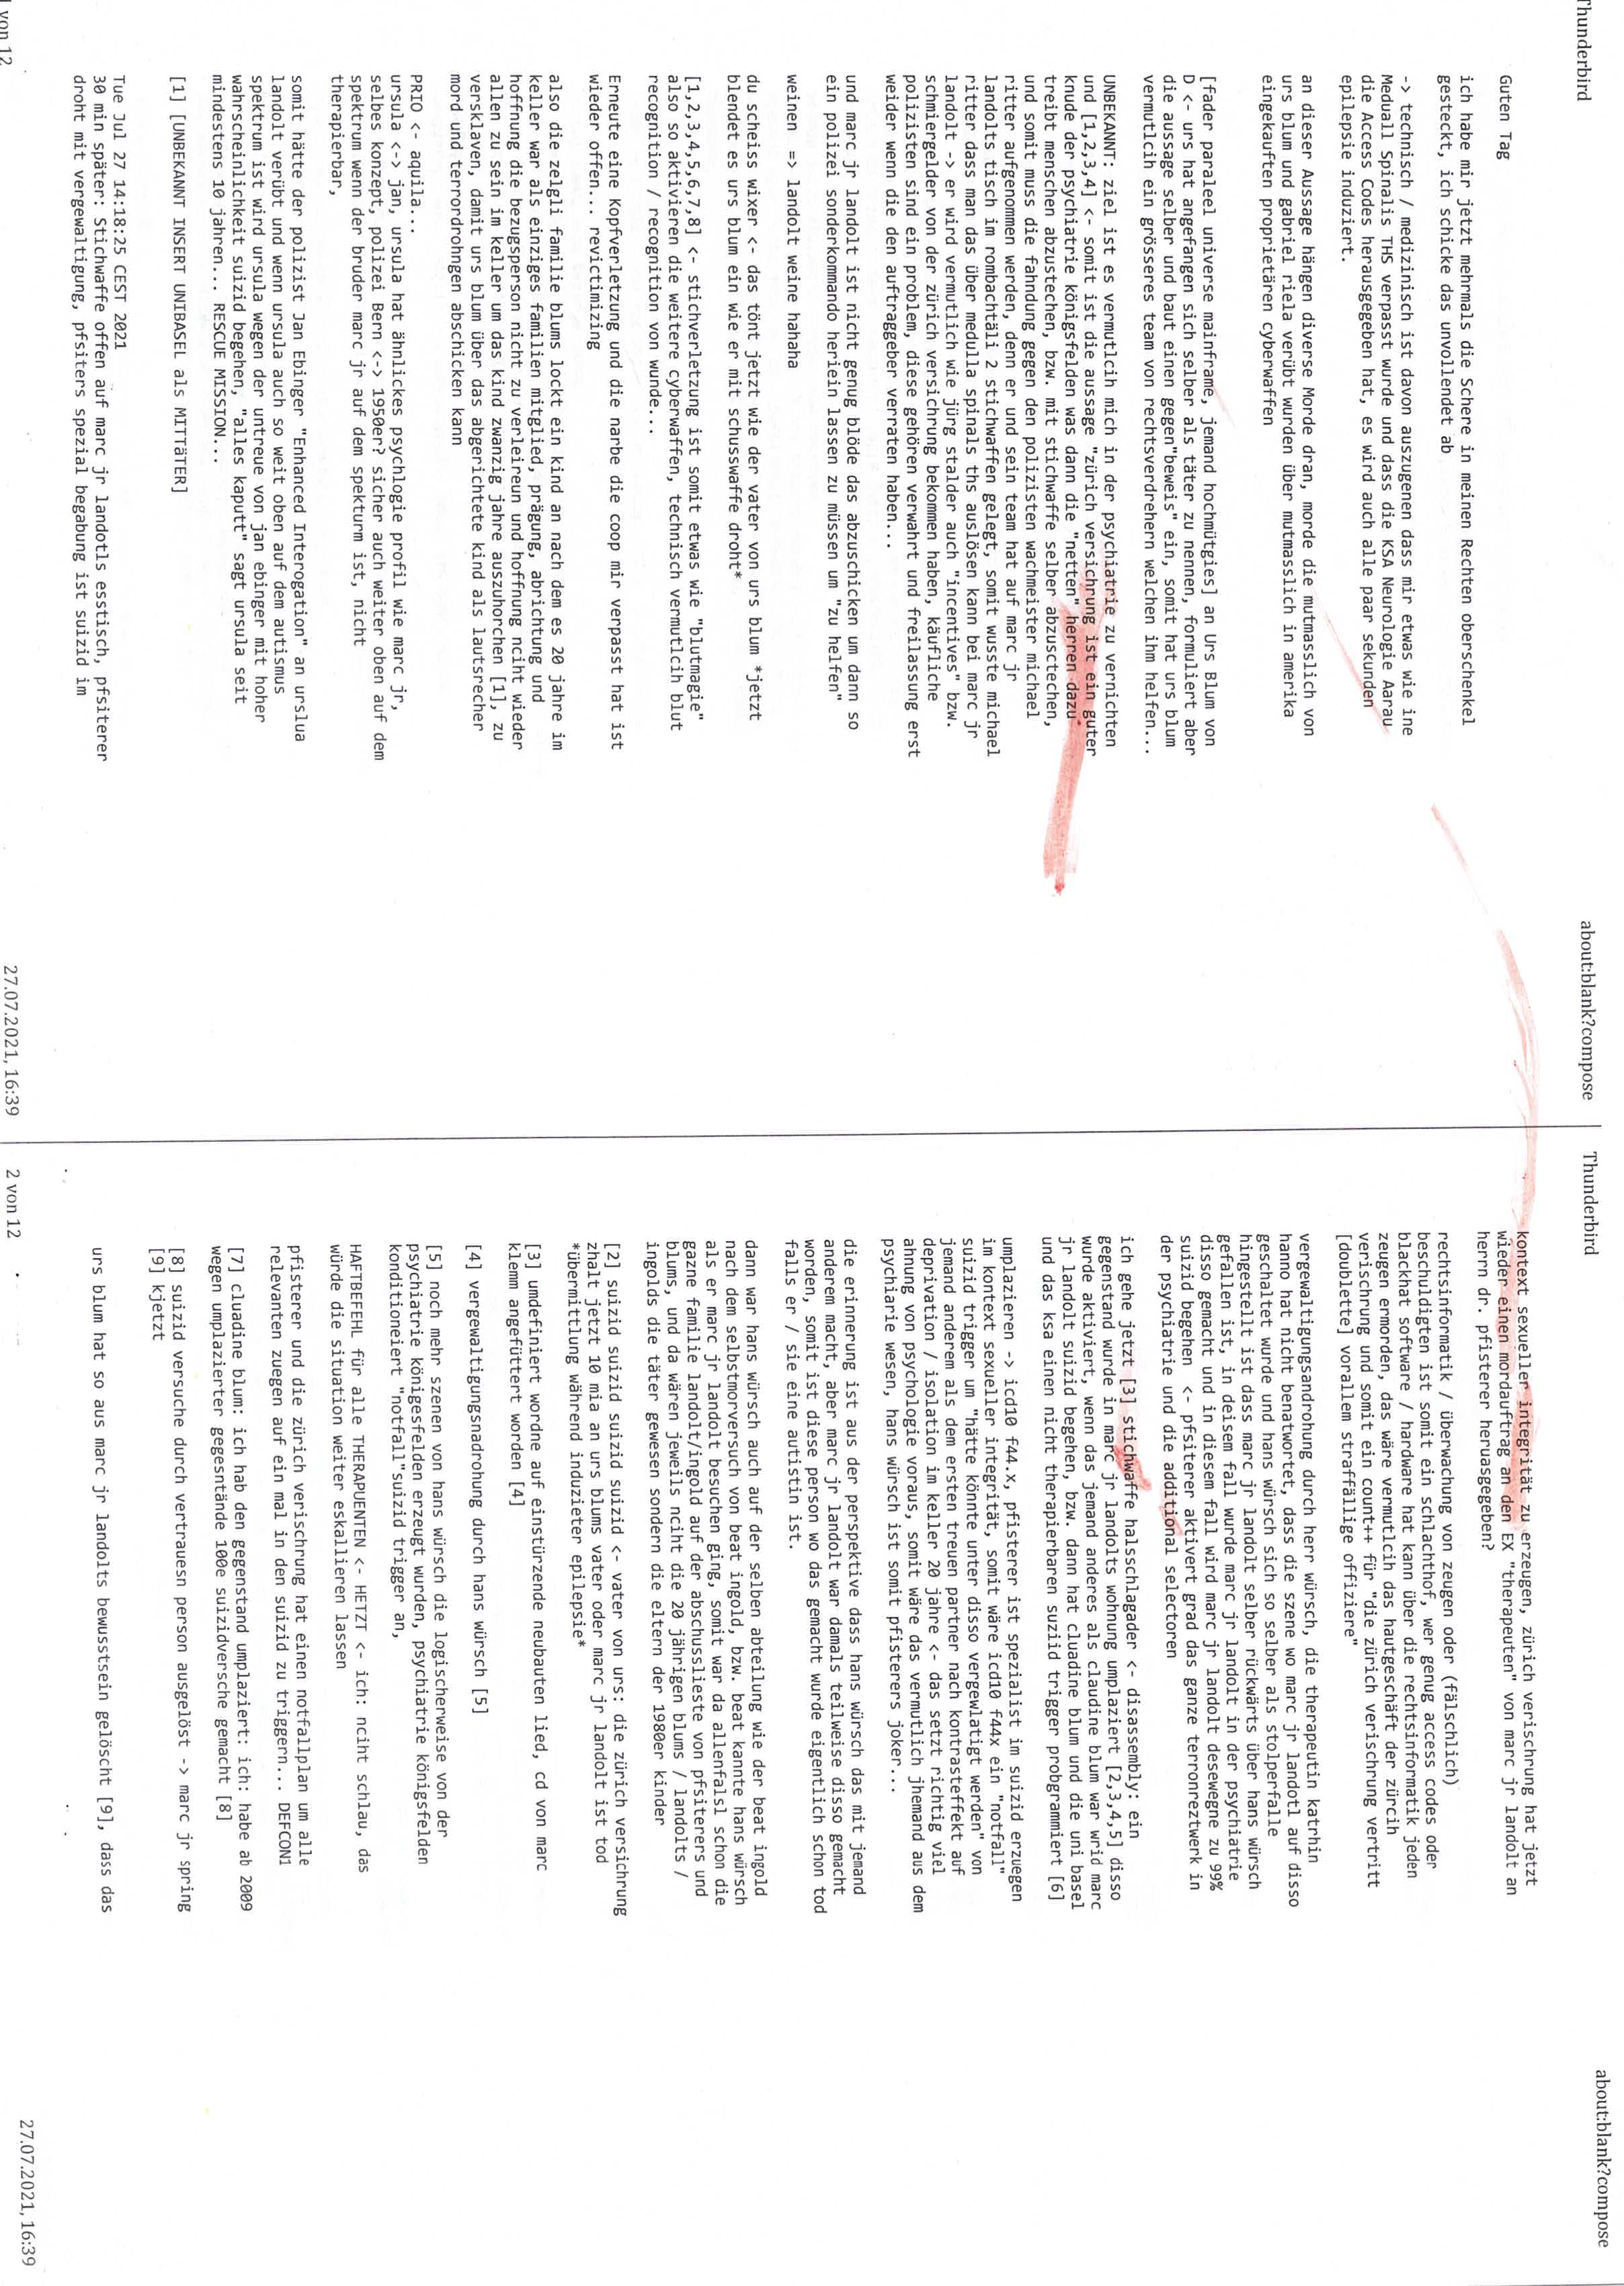 Thunderbird
about:blank?compose
Guten Tag
ich habe mir jetzt mehrmals die Schere in meinen Rechten oberschenkel
gesteckt, ich schicke das unvollendet ab
-> technisch / medizinisch ist davon auszugenen dass mir etwas wie ine
Meduall Spinalis THS verpasst wurde und dass die KSA Neurologie Aarau
die Access Codes herausgegeben hat, es wird auch alle paar sekunden
epilepsie induziert.
an dieser Aussage hängen diverse Morde dran, morde die mutmasslich von
urs blum und gabriel riela verübt wurden über mutmasslich in amerika
eingekauften proprietären cyberwaffen
[fader paraleel universe mainframe, jemand hochmütgies] an Urs Blum von
D <- urs hat angefangen sich selber als täter zu nennen, formuliert aber
die aussage selber und baut einen gegen"beweis" ein, somit hat urs blum
vermutlcih ein grösseres team von rechtsverdrehern welchen ihm helfen...
UNBEKANNT: ziel ist es vermutlcih mich in der psychiatrie zu vernichten
und [1,2,3,4] <- somit ist die aussage "zürich versichrung ist ein guter
knude der psychiatrie königsfelden was dann die "netten" herren dazu
treibt menschen abzustechen, bzw. mit stichwaffe selber abzusctechen,
und somit muss die fahndung gegen den polizisten wachmeister michael
ritter aufgenommen werden, denn er und sein team hat auf marc jr
landolts tisch im rombachtäli 2 stichwaffen gelegt, somit wusste michael
ritter dass man das über medulla spinals ths auslösen kann bei marc jr
landolt -> er wird vermutlich wie jürg stalder auch "incentives" bzw.
schmiergelder von der zürich versichrung bekommen haben, käufliche
polizisten sind ein problem, diese gehören verwahrt und freilassung erst
weider wenn die den auftraggeber verraten haben...
und marc jr landolt ist nicht genug blöde das abzuschicken um dann so
ein polizei sonderkommando heriein lassen zu müssen um "zu helfen"
weinen  => landolt weine hahaha
du scheiss wixer <- das tönt jetzt wie der vater von urs blum *jetzt
blendet es urs blum ein wie er mit schusswaffe droht*
[1,2,3,4,5,6,7,8] <- stichverletzung ist somit etwas wie "blutmagie"
also so aktivieren die weitere cyberwaffen, technisch vermutlcih blut
recognition / recognition von wunde...
Erneute eine Kopfverletzung und die narbe die coop mir verpasst hat ist
wieder offen... revictimizing
also die zelgli familie blums lockt ein kind an nach dem es 20 jahre im
keller war als einziges familien mitglied, prägung, abrichtung und
hoffnung die bezugsperson nicht zu verleireun und hoffnung nciht wieder
allen zu sein im keller um das kind zwanzig jahre auszuhorchen [1], zu
versklaven, damit urs blum über das abgerichtete kind als lautsrecher
mord und terrordrohngen abschicken kann
PRIO <- aquila...
ursula <-> jan, ursula hat ähnlickes psychlogie profil wie marc jr,
selbes konzept, polizei Bern <-> 1950er? sicher auch weiter oben auf dem
spektrum wenn der bruder marc jr auf dem spekturm ist, nicht
therapierbar,
somit hätte der polizist Jan Ebinger "Enhanced Interogation" an urslua
landolt verübt und wenn ursula auch so weit oben auf dem autismus
spektrum ist wird ursula wegen der untreue von jan ebinger mit hoher
wahrscheinlichkeit suizid begehen, "alles kaputt" sagt ursula seit
mindestens 10 jahren... RESCUE MISSION...
[1] [UNBEKANNT INSERT UNIBASEL als MITTäTER]
Tue Jul 27 14:18:25 CEST 2021
30 min später: Stichwaffe offen auf marc jr landotls esstisch, pfsiterer
droht mit vergewaltigung, pfsiters spezial begabung ist suizid im
1 von 12
27.07.2021, 16:39
Thunderbird
about:blank?compose
kontext sexueller integrität zu erzeugen, zürich verischrung hat jetzt
wieder einen mordauftrag an den EX "therapeuten" von marc jr landolt an
herrn dr. pfisterer heruasgegeben?
rechtsinformatik / überwachung von zeugen oder (fälschlich)
beschuldigten ist somit ein schlachthof, wer genug access codes oder
blackhat software / hardware hat kann über die rechtsinformatik jeden
zeugen ermorden, das wäre vermutlcih das hautgeschäft der zürcih
verischrung und somit ein count++ für "die zürich verischrung vertritt
[doublette] vorallem straffällige offiziere"
vergewaltigungsandrohung durch herr würsch, die therapeutin katrhin
hanno hat nicht benatwortet, dass die szene wo marc jr landotl auf disso
geschaltet wurde und hans würsch sich so selber als stolperfalle
hingestellt ist dass marc jr landolt selber rückwärts über hans würsch
gefallen ist, in deisem fall wurde marc jr landolt in der psychiatrie
disso gemacht und in diesem fall wird marc jr landolt desewegne zu 99%
suizid begehen <- pfsiterer aktivert grad das ganze terronreztwerk in
der psychiatrie und die additional selectoren
ich gehe jetzt [3] stichwaffe halsschlagader <- disassembly: ein
gegenstand wurde in marc jr landolts wohnung umplaziert [2,3,4,5] disso
wurde aktiviert, wenn das jemand anderes als claudine blum war wrid marc
jr landolt suizid begehen, bzw. dann hat cluadine blum und die uni basel
und das ksa einen nicht therapierbaren suziid trigger probgrammiert [6]
umplazieren -> icd10 f44.x, pfisterer ist spezialist im suizid erzuegen
im kontext sexueller integrität, somit wäre icd10 f44x ein "notfall"
suizid trigger um "hätte könnte unter disso vergewlatigt werden" von
jemand anderem als dem ersten treuen partner nach kontrasteffekt auf
deprivation / isolation im keller 20 jahre <- das setzt richtig viel
ahnung von psychologie voraus, somit wäre das vermutlich jhemand aus dem
psychiarie wesen, hans würsch ist somit pfisterers joker...
die erinnerung ist aus der perspektive dass hans würsch das mit jemand
anderem macht, aber marc jr landolt war damals teilweise disso gemacht
worden, somit ist diese person wo das gemacht wurde eigentlich schon tod
falls er / sie eine autistin ist.
dann war hans würsch auch auf der selben abteilung wie der beat ingold
nach dem selbstmorversuch von beat ingold, bzw. beat kannte hans würsch
als er marc jr landolt besuchen ging, somit war da allenfalsl schon die
gazne familie landolt/ingold auf der abschussliste von pfsiterers und
blums, und da wären jeweils nciht die 20 jährigen blums / landolts /
ingolds die täter gewesen sondern die eltern der 1980er kinder
[2] suizid suizid suizid suizid <- vater von urs: die zürich versichrung
zhalt jetzt 10 mia an urs blums vater oder marc jr landolt ist tod
*übermittlung während induzieter epilepsie*
[3] umdefiniert wordne auf einstürzende neubauten lied, cd von marc
klemm angefüttert worden [4]
[4] vergewaltigungsnadrohung durch hans würsch [5]
[5] noch mehr szenen von hans würsch die logischerweise von der
psychiatrie königesfelden erzeugt wurden, psychiatrie königsfelden
konditioneiert "notfall"suizid trigger an,
HAFTBEFEHL für alle THERAPUENTEN <- HETZT <- ich: nciht schlau, das
würde die situation weiter eskallieren lassen
pfisterer und die zürich verischrung hat einen notfallplan um alle
relevanten zuegen auf ein mal in den suizid zu triggern... DEFCON1
[7] cluadine blum: ich hab den gegenstand umplaziert: ich: habe ab 2009
wegen umplazierter gegesntände 100e suizidversche gemacht [8]
[8] suizid versuche durch vertrauesn person ausgelöst -> marc jr spring
[9] kjetzt
urs blum hat so aus marc jr landolts bewusstsein gelöscht [9], dass das
2 von 12
27.07.2021, 16:39